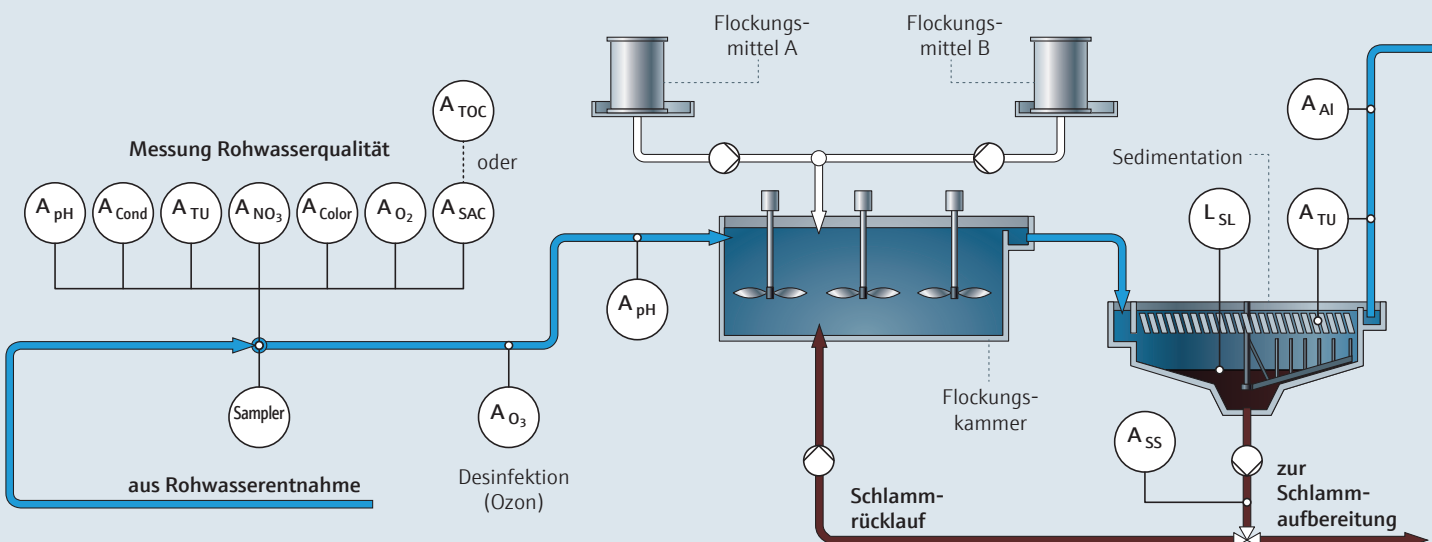 Flockungs-
mittel A
Flockungs-
mittel B
A TOC
oder
Messung Rohwasserqualität
A pH
A Cond
A TU
A NO₃
A Color
A O₂
A SAC
A Al
Sedimentation
L SL
A TU
A pH
Sampler
A O₃
Desinfektion
(Ozon)
aus Rohwasserentnahme
Flockungs-
kammer
A SS
Schlamm-
rücklauf
zur
Schlamm-
aufbereitung